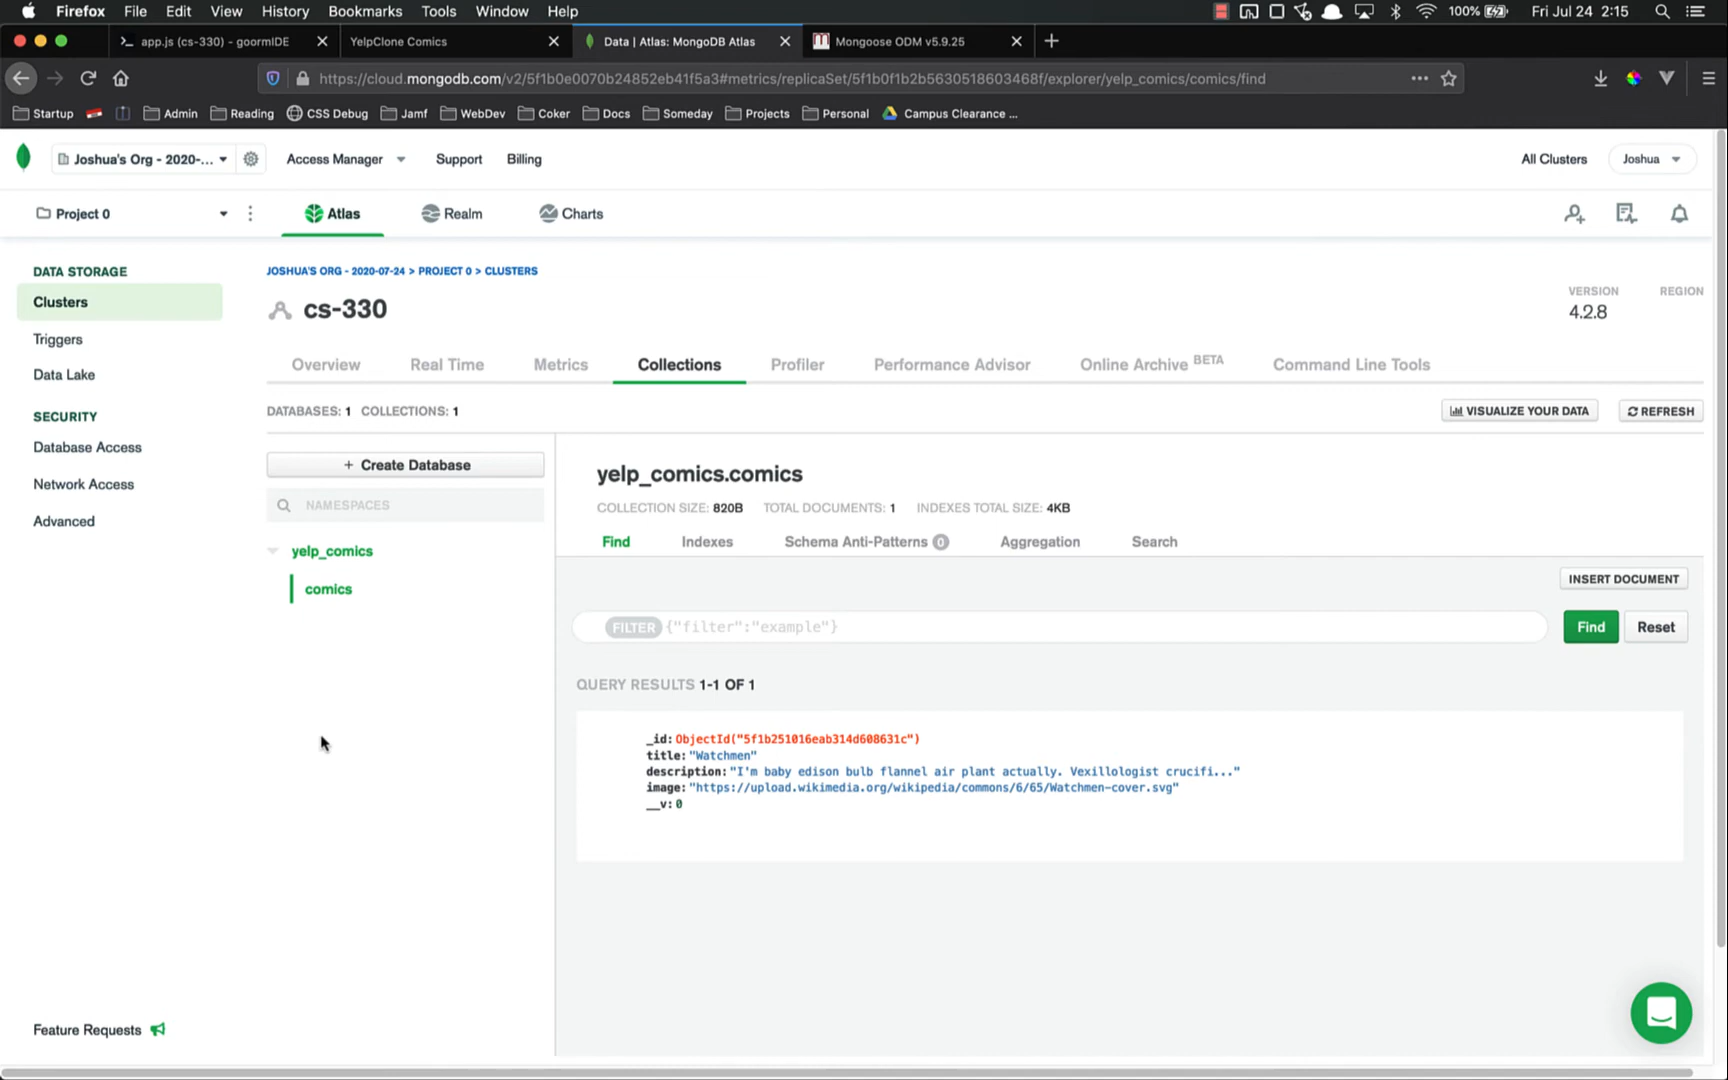 Firefox File Edit View History Bookmarks Tools Window Help 100% Fri Jul 24 2:15
app.js (cs-330) - goormIDE YelpClone Comics Data | Atlas: MongoDB Atlas Mongoose ODM v5.9.25
https://cloud.mongodb.com/v2/5f1b0e0070b24852eb41f5a3#metrics/replicaSet/5f1b0f1b2b5630518603468f/explorer/yelp_comics/comics/find
Startup Admin Reading CSS Debug Jamf WebDev Coker Docs Someday Projects Personal Campus Clearance ...
Joshua's Org - 2020-... Access Manager Support Billing All Clusters Joshua
Project 0 Atlas Realm Charts
DATA STORAGE
Clusters
Triggers
Data Lake
SECURITY
Database Access
Network Access
Advanced
Feature Requests
JOSHUA'S ORG - 2020-07-24 > PROJECT 0 > CLUSTERS
cs-330
VERSION REGION
4.2.8
Overview Real Time Metrics Collections Profiler Performance Advisor Online Archive BETA Command Line Tools
DATABASES: 1 COLLECTIONS: 1
VISUALIZE YOUR DATA REFRESH
+ Create Database
NAMESPACES
yelp_comics
comics
yelp_comics.comics
COLLECTION SIZE: 820B TOTAL DOCUMENTS: 1 INDEXES TOTAL SIZE: 4KB
Find Indexes Schema Anti-Patterns 0 Aggregation Search
INSERT DOCUMENT
FILTER {"filter":"example"} Find Reset
QUERY RESULTS 1-1 OF 1
_id: ObjectId("5f1b251016eab314d608631c")
title: "Watchmen"
description: "I'm baby edison bulb flannel air plant actually. Vexillologist crucifi..."
image: "https://upload.wikimedia.org/wikipedia/commons/6/65/Watchmen-cover.svg"
__v: 0